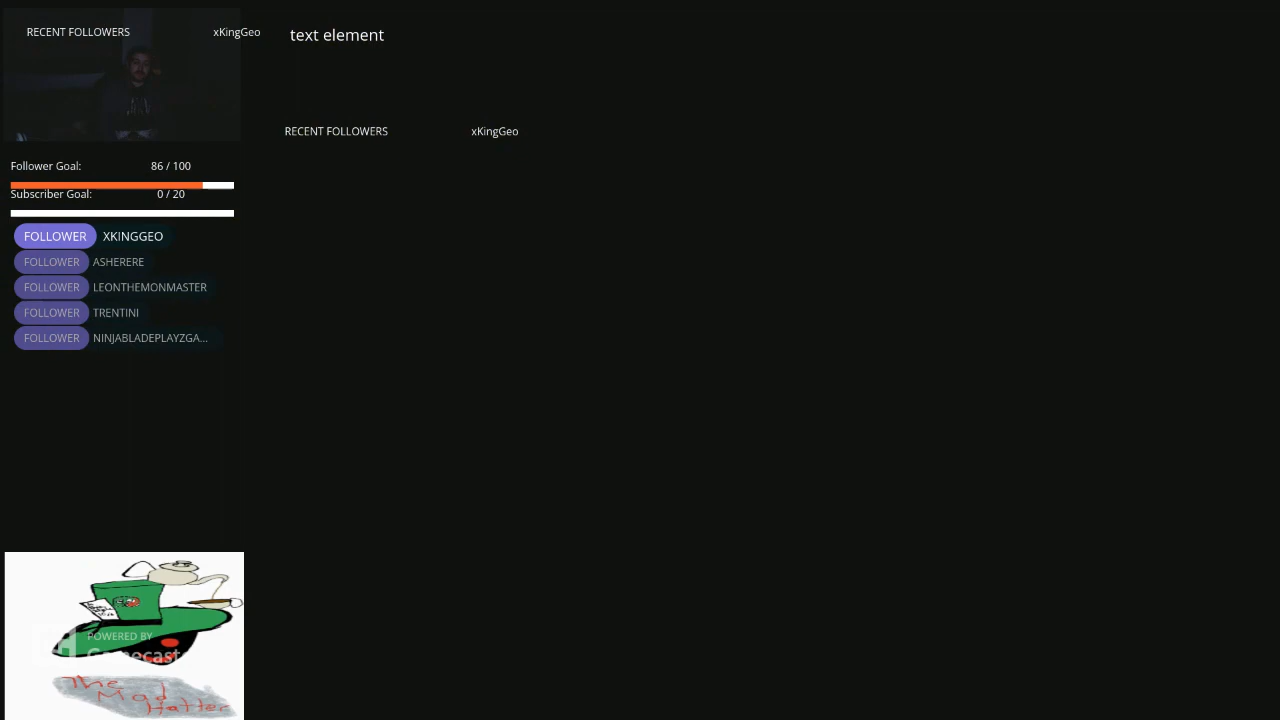 RECENT FOLLOWERS xKingGeo
text element
RECENT FOLLOWERS xKingGeo
Follower Goal: 86 / 100
Subscriber Goal: 0 / 20
FOLLOWER XKINGGEO
FOLLOWER ASHERERE
FOLLOWER LEONTHEMONMASTER
FOLLOWER TRENTINI
FOLLOWER NINJABLADEPLAYZGA...
POWERED BY
Gamecaste
The
Mad
Hatter